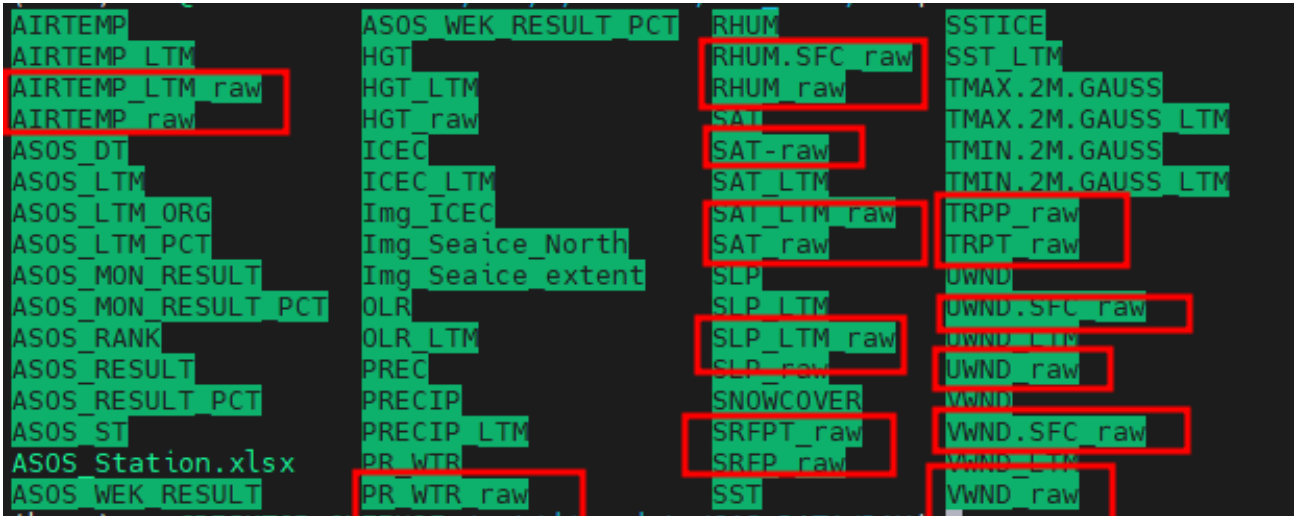 AIRTEMP
AIRTEMP_LTM
AIRTEMP_LTM_raw
AIRTEMP_raw
ASOS_DT
ASOS_LTM
ASOS_LTM_ORG
ASOS_LTM_PCT
ASOS_MON_RESULT
ASOS_MON_RESULT_PCT
ASOS_RANK
ASOS_RESULT
ASOS_RESULT_PCT
ASOS_ST
ASOS_Station.xlsx
ASOS_WEK_RESULT
ASOS_WEK_RESULT_PCT
HGT
HGT_LTM
HGT_raw
ICEC
ICEC_LTM
Img_ICEC
Img_Seaice_North
Img_Seaice_extent
OLR
OLR_LTM
PREC
PRECIP
PRECIP_LTM
PR_WTR
PR_WTR_raw
RHUM
RHUM.SFC_raw
RHUM_raw
SAT
SAT-raw
SAT_LTM
SAT_LTM_raw
SAT_raw
SLP
SLP_LTM
SLP_LTM_raw
SLP_raw
SNOWCOVER
SRFPT_raw
SRFP_raw
SST
SSTICE
SST_LTM
TMAX.2M.GAUSS
TMAX.2M.GAUSS_LTM
TMIN.2M.GAUSS
TMIN.2M.GAUSS_LTM
TRPP_raw
TRPT_raw
UWND
UWND.SFC_raw
UWND_LTM
UWND_raw
VWND
VWND.SFC_raw
VWND_LTM
VWND_raw